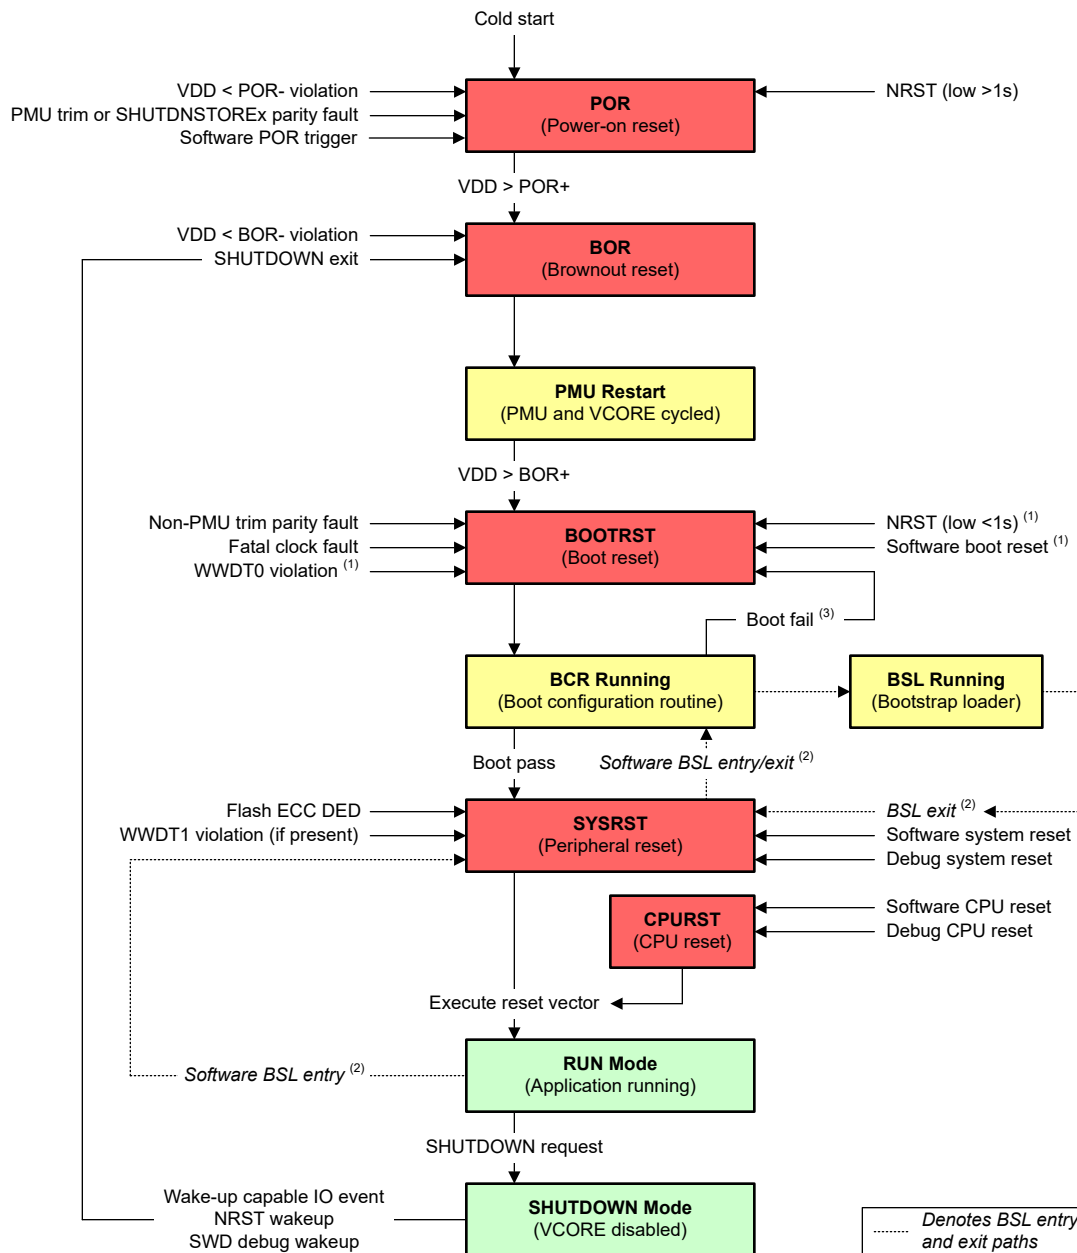 Cold start
VDD < POR- violation
PMU trim or SHUTDNSTOREx parity fault
Software POR trigger
POR
(Power-on reset)
NRST (low >1s)
VDD > POR+
VDD < BOR- violation
SHUTDOWN exit
BOR
(Brownout reset)
PMU Restart
(PMU and VCORE cycled)
VDD > BOR+
Non-PMU trim parity fault
Fatal clock fault
WWDT0 violation (1)
BOOTRST
(Boot reset)
NRST (low <1s) (1)
Software boot reset (1)
Boot fail (3)
BCR Running
(Boot configuration routine)
BSL Running
(Bootstrap loader)
Boot pass
Software BSL entry/exit (2)
Flash ECC DED
WWDT1 violation (if present)
SYSRST
(Peripheral reset)
BSL exit (2)
Software system reset
Debug system reset
CPURST
(CPU reset)
Software CPU reset
Debug CPU reset
Execute reset vector
RUN Mode
(Application running)
Software BSL entry (2)
SHUTDOWN request
Wake-up capable IO event
NRST wakeup
SWD debug wakeup
SHUTDOWN Mode
(VCORE disabled)
Denotes BSL entry
and exit paths